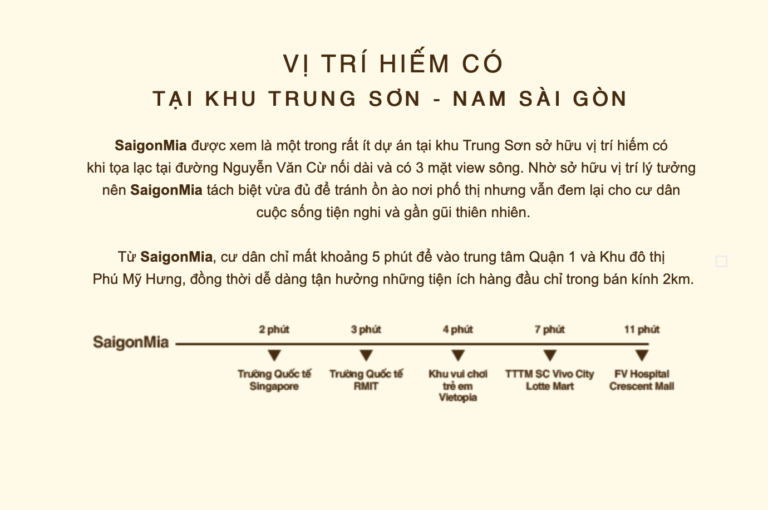 VỊ TRÍ HIẾM CÓ
TẠI KHU TRUNG SƠN - NAM SÀI GÒN
SaigonMia được xem là một trong rất ít dự án tại khu Trung Sơn sở hữu vị trí hiếm có
khi tọa lạc tại đường Nguyễn Văn Cừ nối dài và có 3 mặt view sông. Nhờ sở hữu vị trí lý tưởng
nên SaigonMia tách biệt vừa đủ để tránh ồn ào nơi phố thị nhưng vẫn đem lại cho cư dân
cuộc sống tiện nghi và gần gũi thiên nhiên.
Từ SaigonMia, cư dân chỉ mất khoảng 5 phút để vào trung tâm Quận 1 và Khu đô thị
Phú Mỹ Hưng, đồng thời dễ dàng tận hưởng những tiện ích hàng đầu chỉ trong bán kính 2km.
SaigonMia
2 phút
Trường Quốc tế
Singapore
3 phút
Trường Quốc tế
RMIT
4 phút
Khu vui chơi
trẻ em
Vietopia
7 phút
TTTM SC Vivo City
Lotte Mart
11 phút
FV Hospital
Crescent Mall